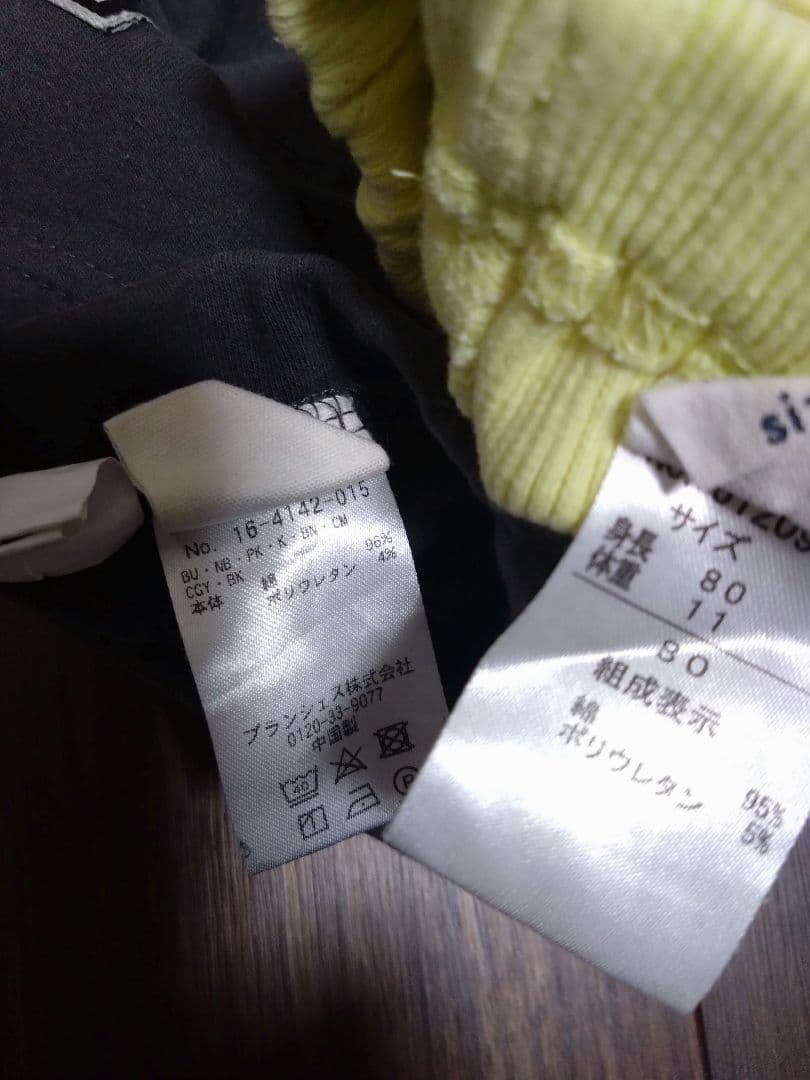 No. 16-4142-015
BU・NB・PK・K・BN・CM
CGY・BK
本体 綿 96%
ポリウレタン 4%
ブランシェス株式会社
0120-33-9077
中国製
40
サイズ
身長 80
体重 11
80
組成表示
綿 95%
ポリウレタン 5%